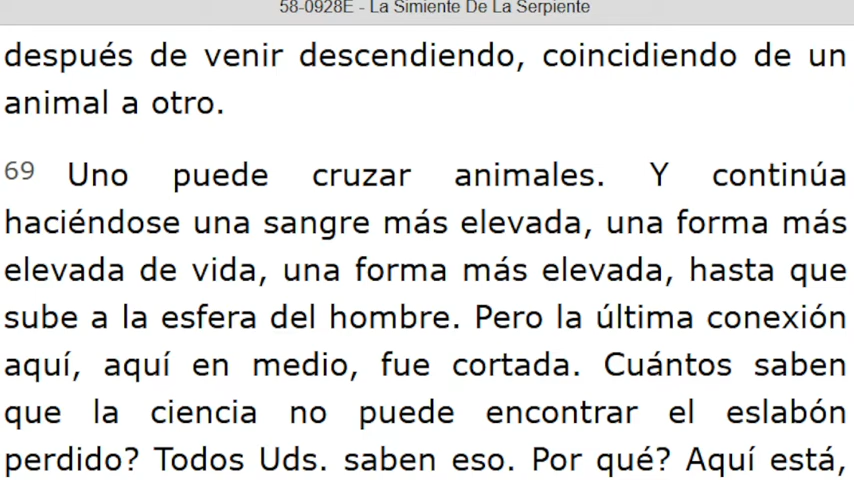 58-0928E - La Simiente De La Serpiente
después de venir descendiendo, coincidiendo de un
animal a otro.
69 Uno puede cruzar animales. Y continúa
haciéndose una sangre más elevada, una forma más
elevada de vida, una forma más elevada, hasta que
sube a la esfera del hombre. Pero la última conexión
aquí, aquí en medio, fue cortada. Cuántos saben
que la ciencia no puede encontrar el eslabón
perdido? Todos Uds. saben eso. Por qué? Aquí está,